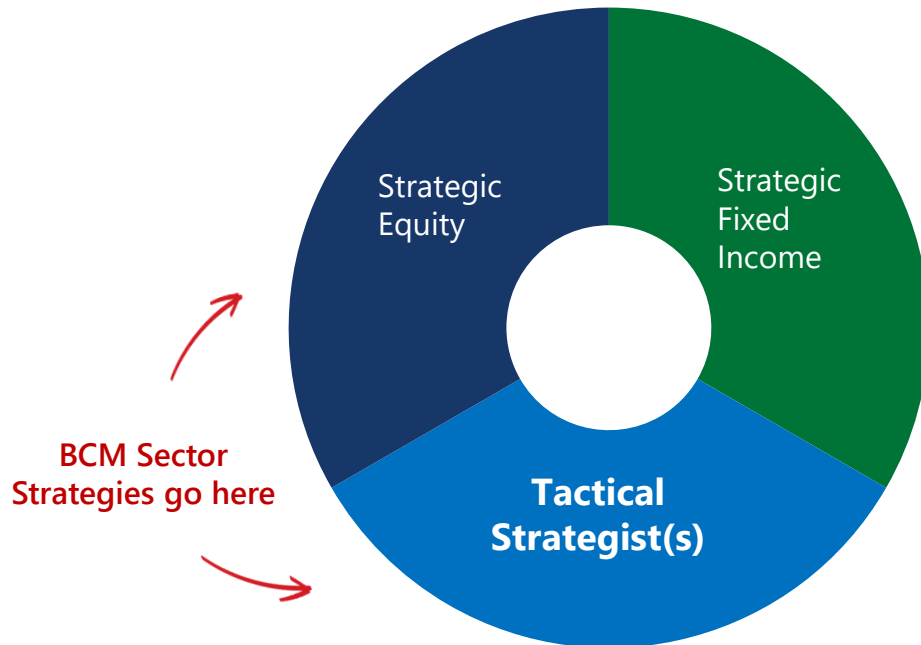 Strategic
Equity
Strategic
Fixed
Income
BCM Sector
Strategies go here
Tactical
Strategist(s)